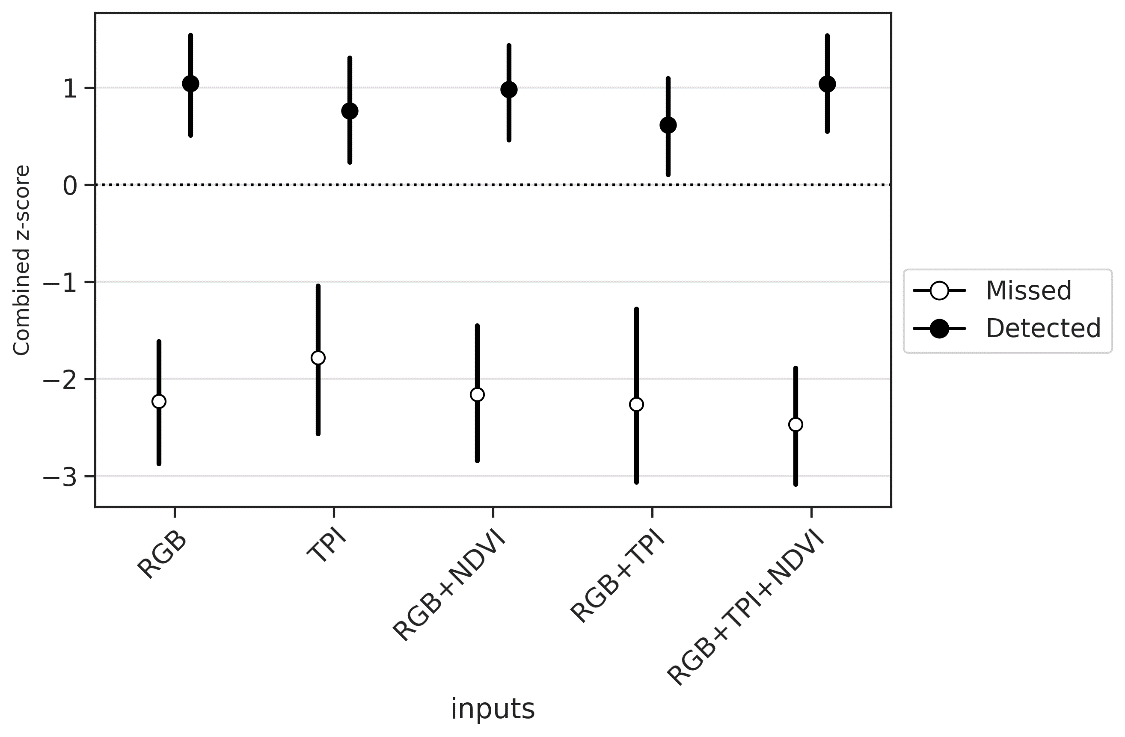 Combined z-score
1
0
−1
−2
−3
RGB
TPI
RGB+NDVI
RGB+TPI
RGB+TPI+NDVI
inputs
Missed
Detected